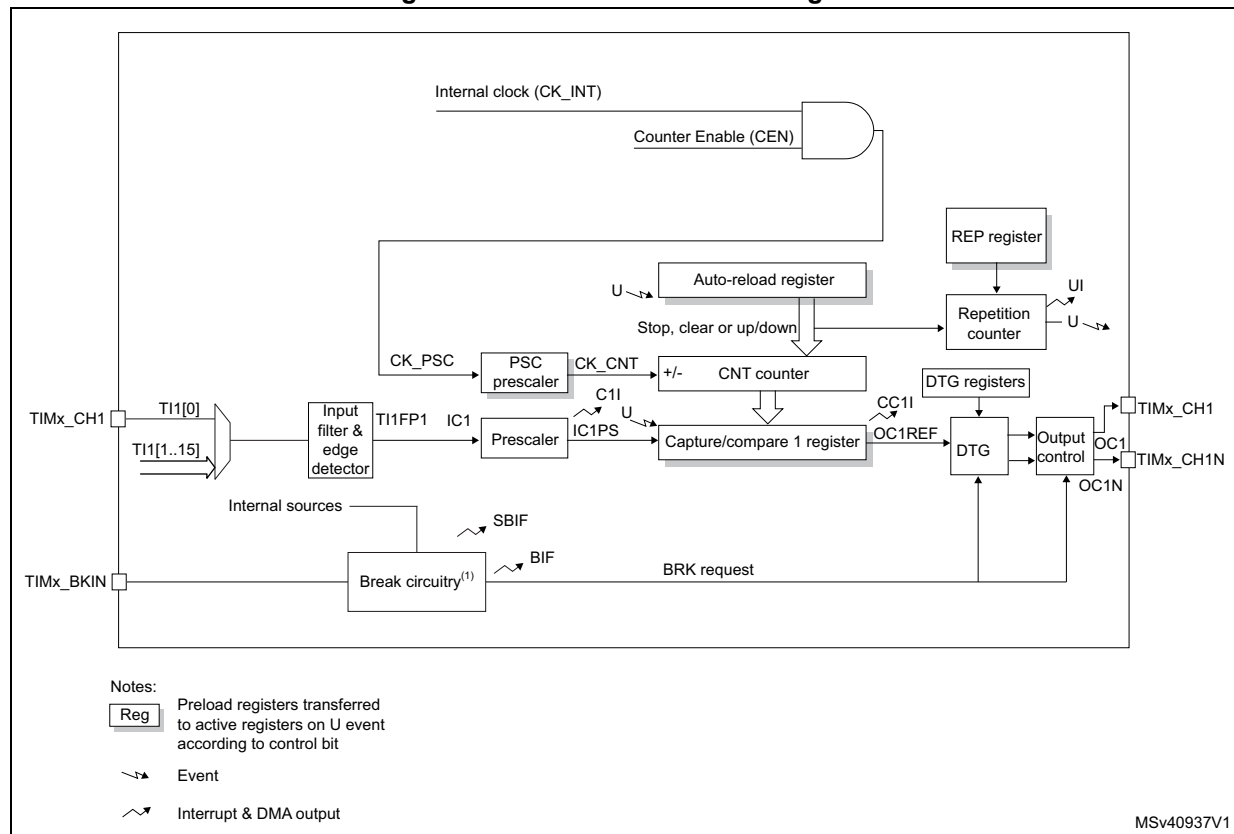 Internal clock (CK_INT)
Counter Enable (CEN)
REP register
Auto-reload register
U
UI
Repetition
counter
U
Stop, clear or up/down
CK_PSC
PSC
prescaler
CK_CNT
+/-
CNT counter
DTG registers
TIMx_CH1
TI1[0]
TI1[1..15]
Input
filter &
edge
detector
TI1FP1
IC1
Prescaler
C1I
IC1PS
U
Capture/compare 1 register
CC1I
OC1REF
DTG
Output
control
OC1
TIMx_CH1
TIMx_CH1N
OC1N
Internal sources
SBIF
BIF
TIMx_BKIN
Break circuitry(1)
BRK request
Notes:
Reg
Preload registers transferred
to active registers on U event
according to control bit
Event
Interrupt & DMA output
MSv40937V1